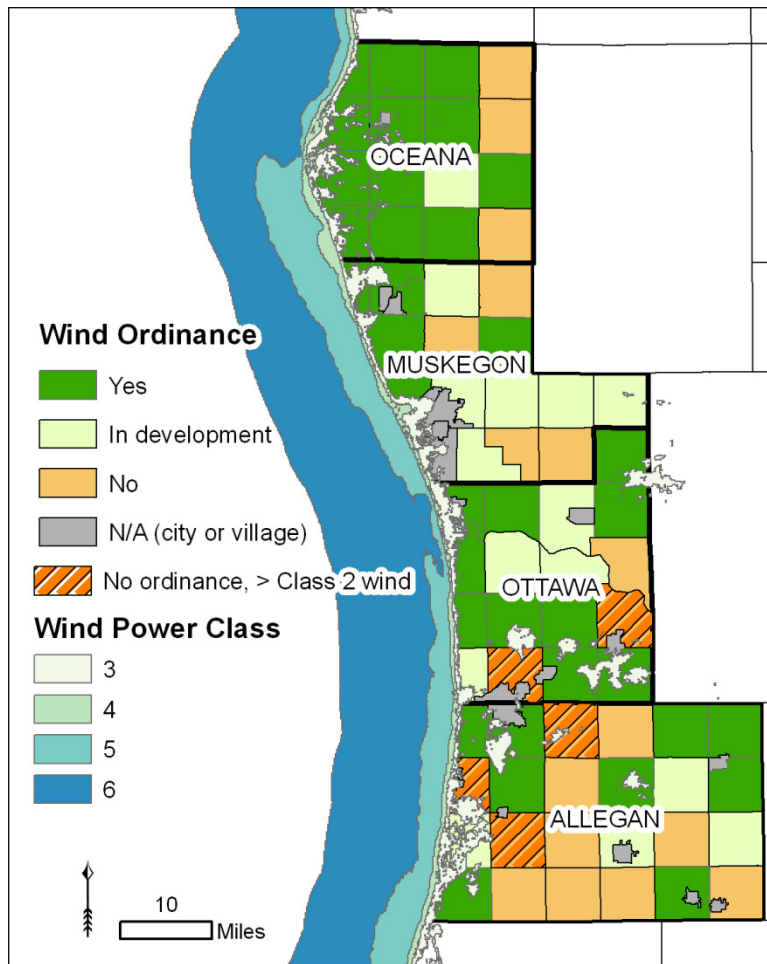 OCEANA
MUSKEGON
OTTAWA
ALLEGAN
Wind Ordinance
Yes
In development
No
N/A (city or village)
No ordinance, > Class 2 wind
Wind Power Class
3
4
5
6
10
Miles